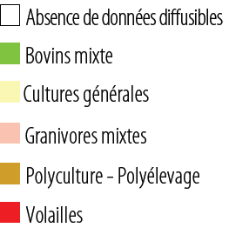 Absence de données diffusibles
Bovins mixte
Cultures générales
Granivores mixtes
Polyculture - Polyélevage
Volailles